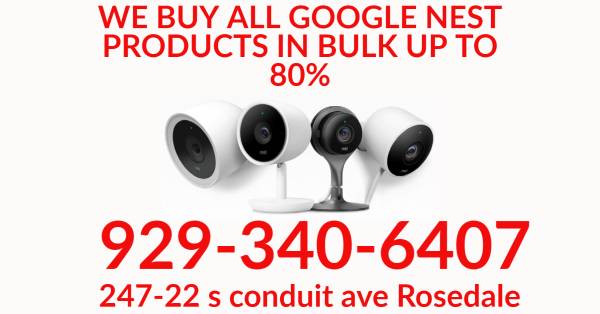 WE BUY ALL GOOGLE NEST
PRODUCTS IN BULK UP TO
80%
929-340-6407
247-22 s conduit ave Rosedale